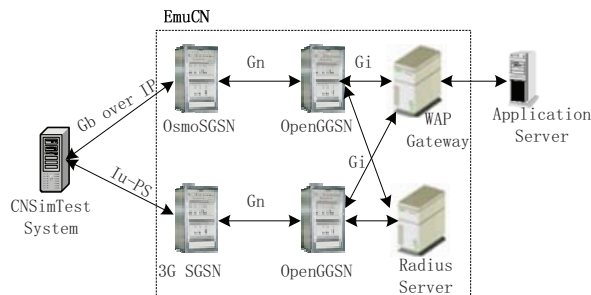 EmuCN
Gb over IP
Gn
Gi
OsmoSGSN
OpenGGSN
WAP
Gateway
Application
Server
CNSimTest
System
Iu-PS
Gn
Gi
3G SGSN
OpenGGSN
Radius
Server